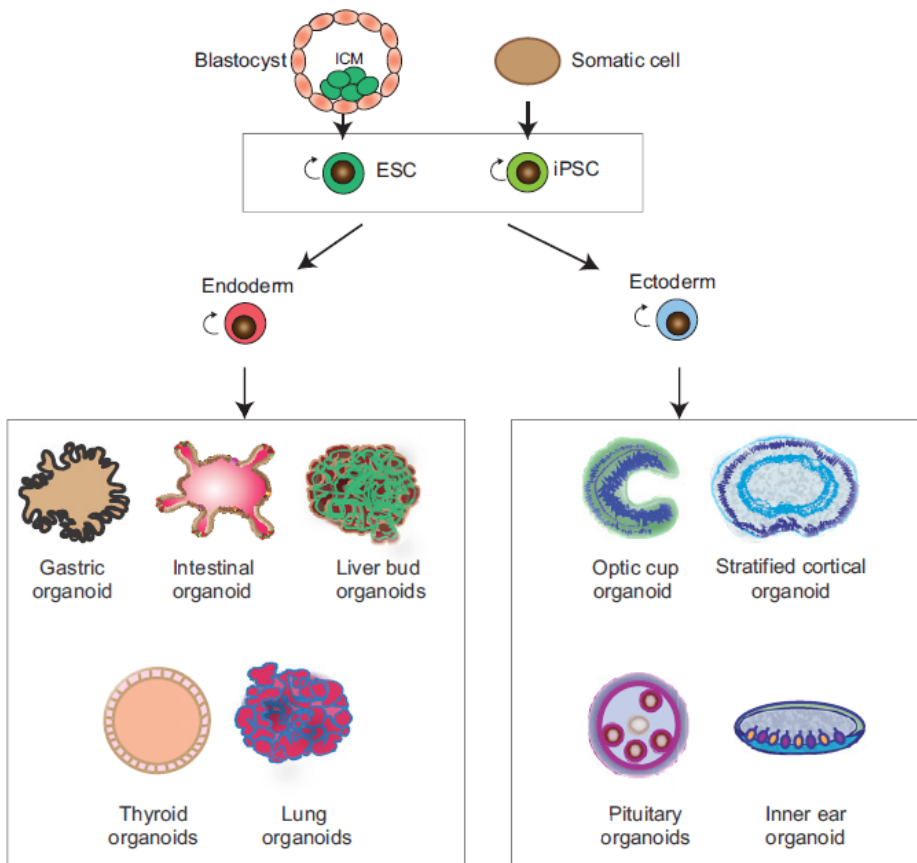 Blastocyst
ICM
Somatic cell
ESC
iPSC
Endoderm
Ectoderm
Gastric
organoid
Intestinal
organoid
Liver bud
organoids
Optic cup
organoid
Stratified cortical
organoid
Thyroid
organoids
Lung
organoids
Pituitary
organoids
Inner ear
organoid